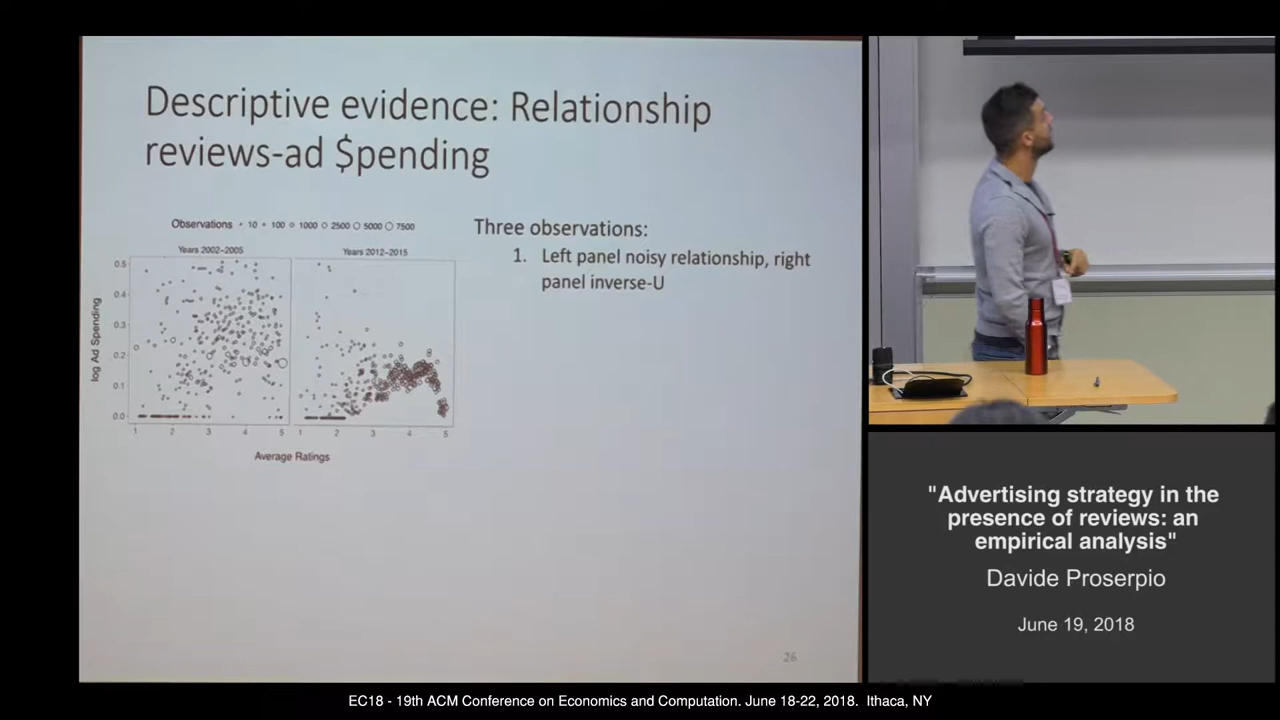 Descriptive evidence: Relationship
reviews-ad $pending
Observations 10 100 1000 2500 5000 7500
Years 2002-2005
Years 2012-2015
log Ad Spending
0.5
0.4
0.3
0.2
0.1
0.0
1 2 3 4 5
1 2 3 4 5
Average Ratings
Three observations:
1. Left panel noisy relationship, right
panel inverse-U
26
"Advertising strategy in the
presence of reviews: an
empirical analysis"
Davide Proserpio
June 19, 2018
EC18 - 19th ACM Conference on Economics and Computation. June 18-22, 2018. Ithaca, NY